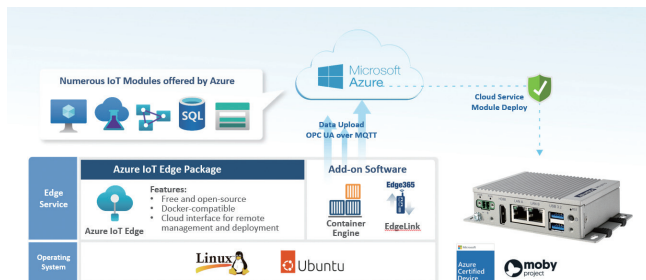 Numerous IoT Modules offered by Azure
SQL
Microsoft
Azure
Cloud Service
Module Deploy
Data Upload
OPC UA over MQTT
Edge
Service
Azure IoT Edge Package
Azure IoT Edge
Features:
• Free and open-source
• Docker-compatible
• Cloud interface for remote
management and deployment
Add-on Software
Container
Engine
Edge365
EdgeLink
Operating
System
Linux
Ubuntu
Microsoft
Azure
Certified
Device
moby
project